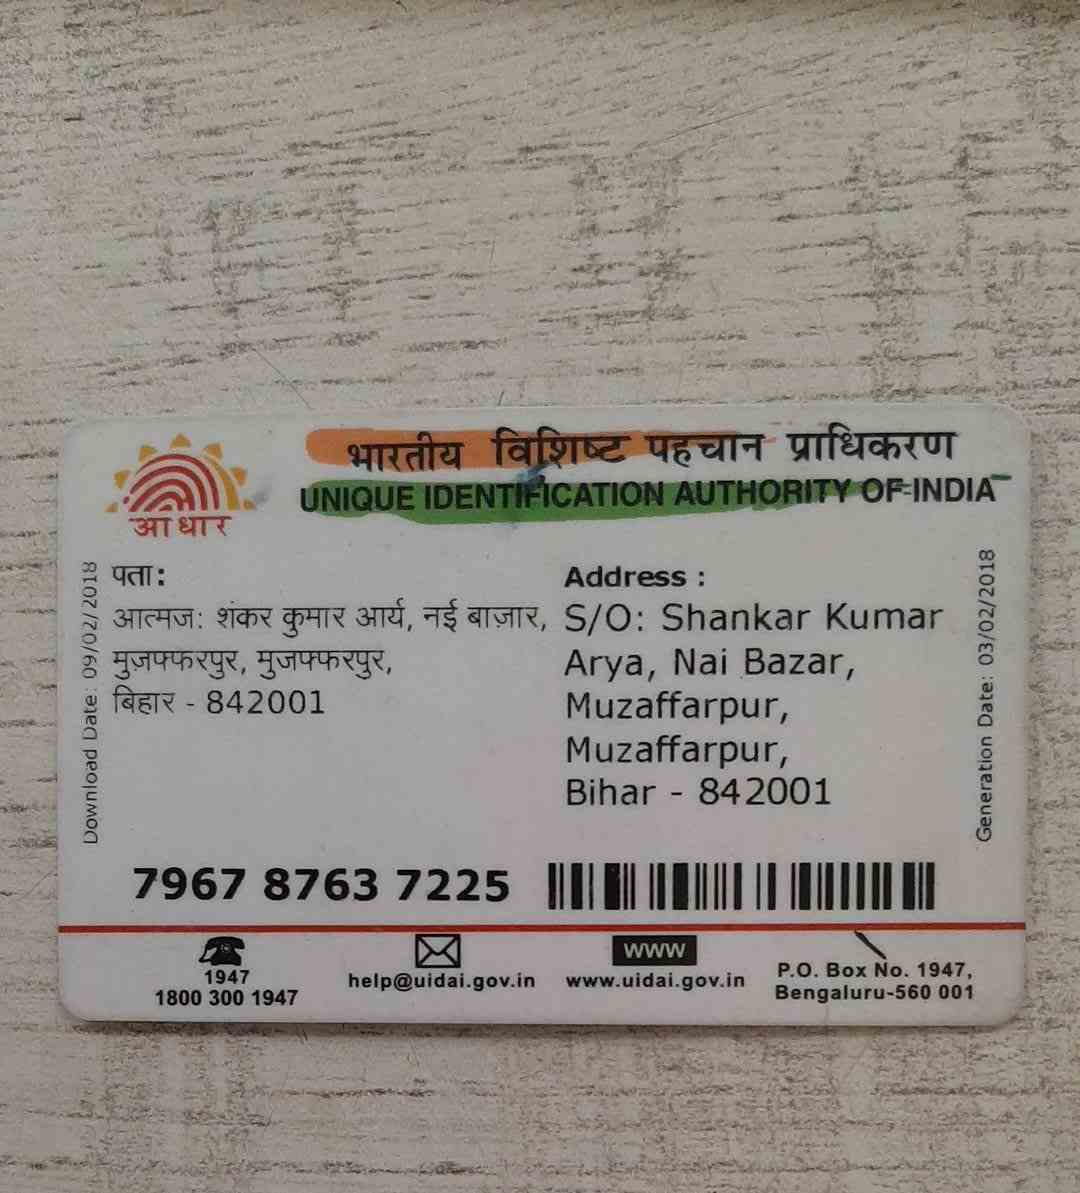 भारतीय विशिष्ट पहचान प्राधिकरण
UNIQUE IDENTIFICATION AUTHORITY OF INDIA
आधार
Download Date: 09/02/2018
पता:
आत्मज: शंकर कुमार आर्य, नई बाज़ार,
मुज़फ्फरपुर, मुजफ्फरपुर,
बिहार - 842001
Address :
S/O: Shankar Kumar
Arya, Nai Bazar,
Muzaffarpur,
Muzaffarpur,
Bihar - 842001
Generation Date: 03/02/2018
7967 8763 7225
1947
1800 300 1947
help@uidai.gov.in
www
www.uidai.gov.in
P.O. Box No. 1947,
Bengaluru-560 001